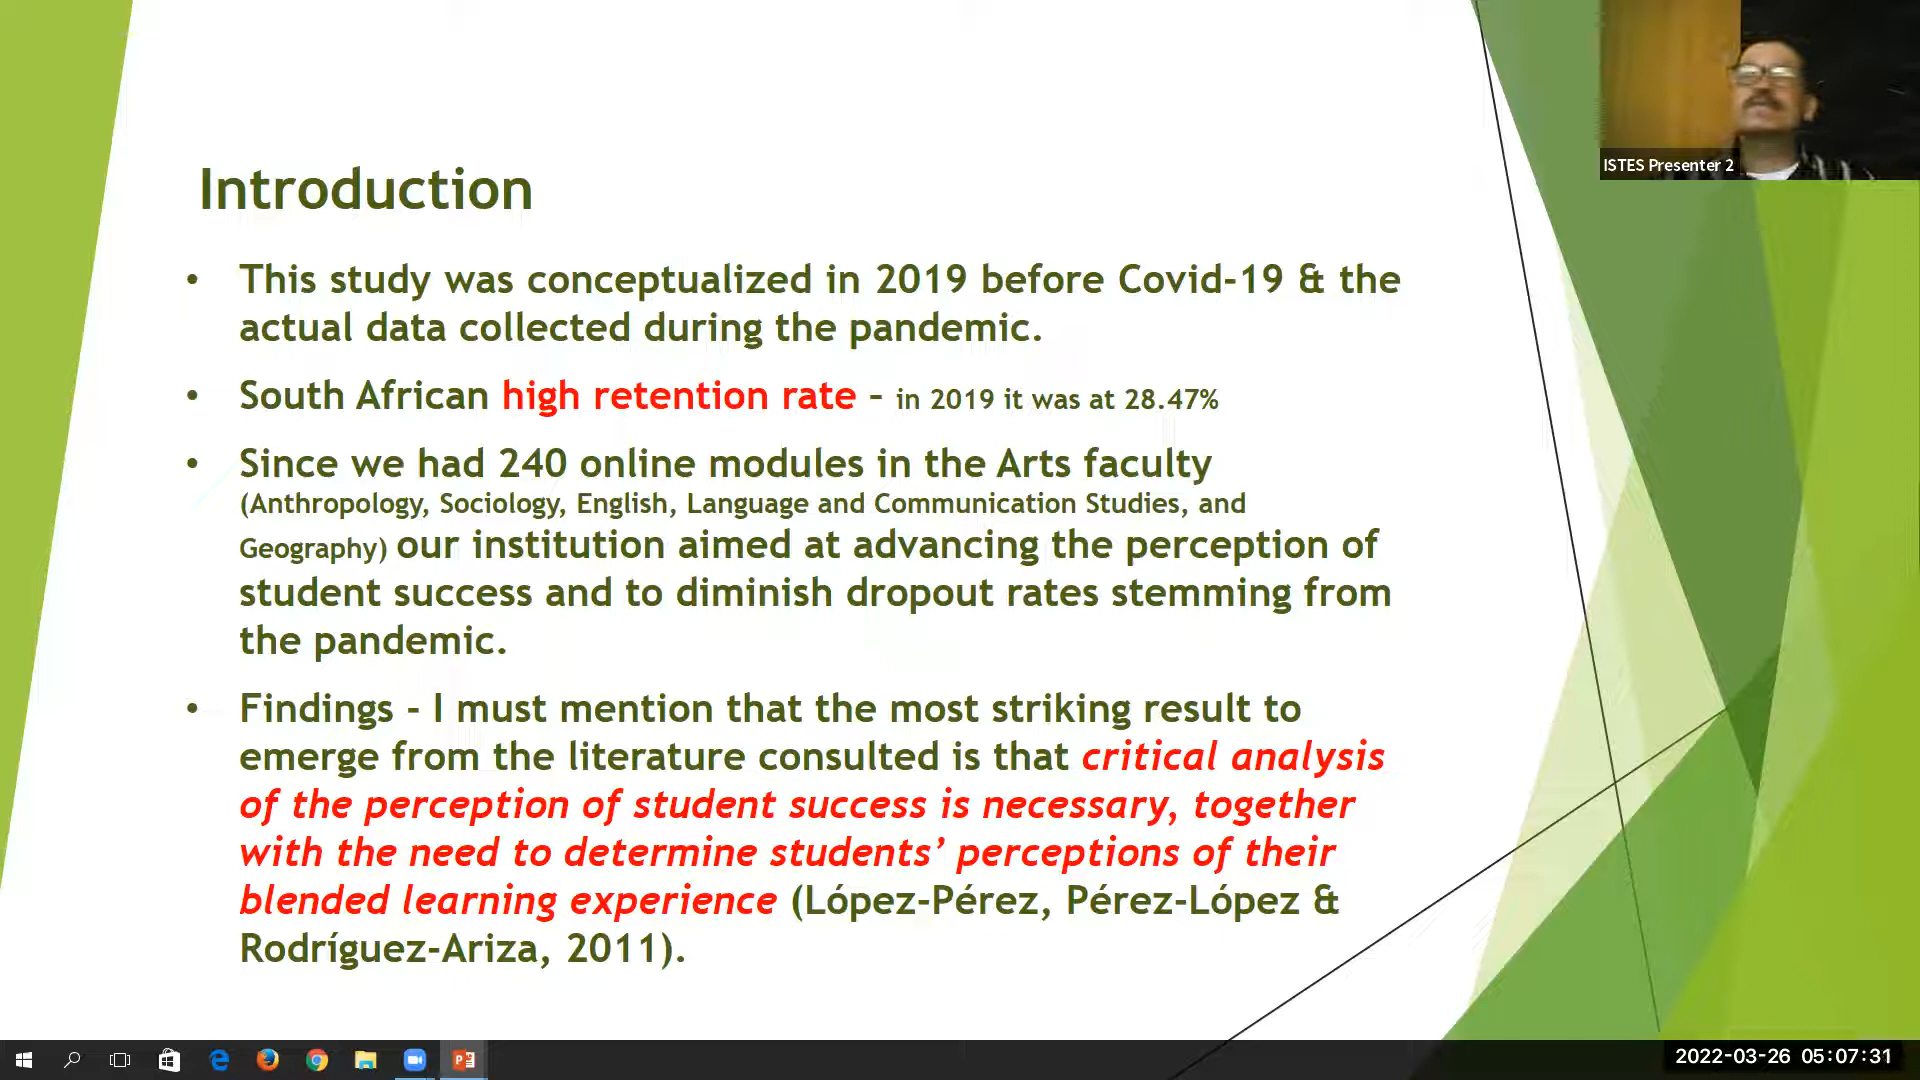 ISTES Presenter 2
Introduction
• This study was conceptualized in 2019 before Covid-19 & the
actual data collected during the pandemic.
• South African high retention rate – in 2019 it was at 28.47%
• Since we had 240 online modules in the Arts faculty
(Anthropology, Sociology, English, Language and Communication Studies, and
Geography) our institution aimed at advancing the perception of
student success and to diminish dropout rates stemming from
the pandemic.
• Findings - I must mention that the most striking result to
emerge from the literature consulted is that critical analysis
of the perception of student success is necessary, together
with the need to determine students’ perceptions of their
blended learning experience (López-Pérez, Pérez-López &
Rodríguez-Ariza, 2011).
2022-03-26 05:07:31